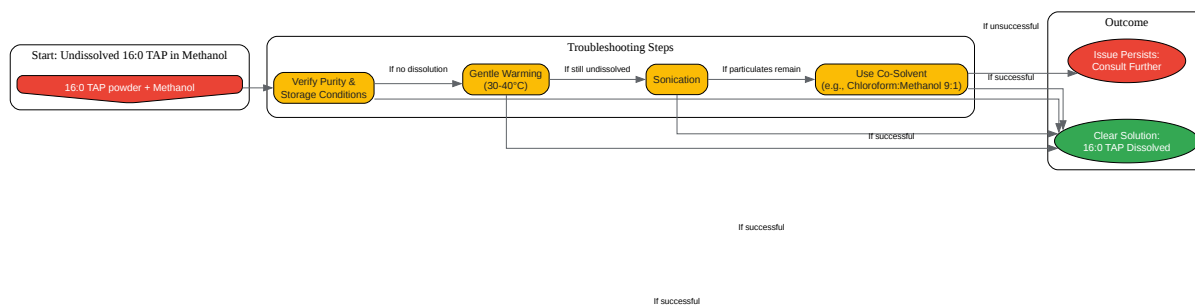 Start: Undissolved 16:0 TAP in Methanol
16:0 TAP powder + Methanol
Troubleshooting Steps
Verify Purity &
Storage Conditions
If no dissolution
Gentle Warming
(30-40°C)
If still undissolved
Sonication
If particulates remain
Use Co-Solvent
(e.g., Chloroform:Methanol 9:1)
If unsuccessful
If successful
Outcome
Issue Persists:
Consult Further
Clear Solution:
16:0 TAP Dissolved
If successful
If successful
If successful